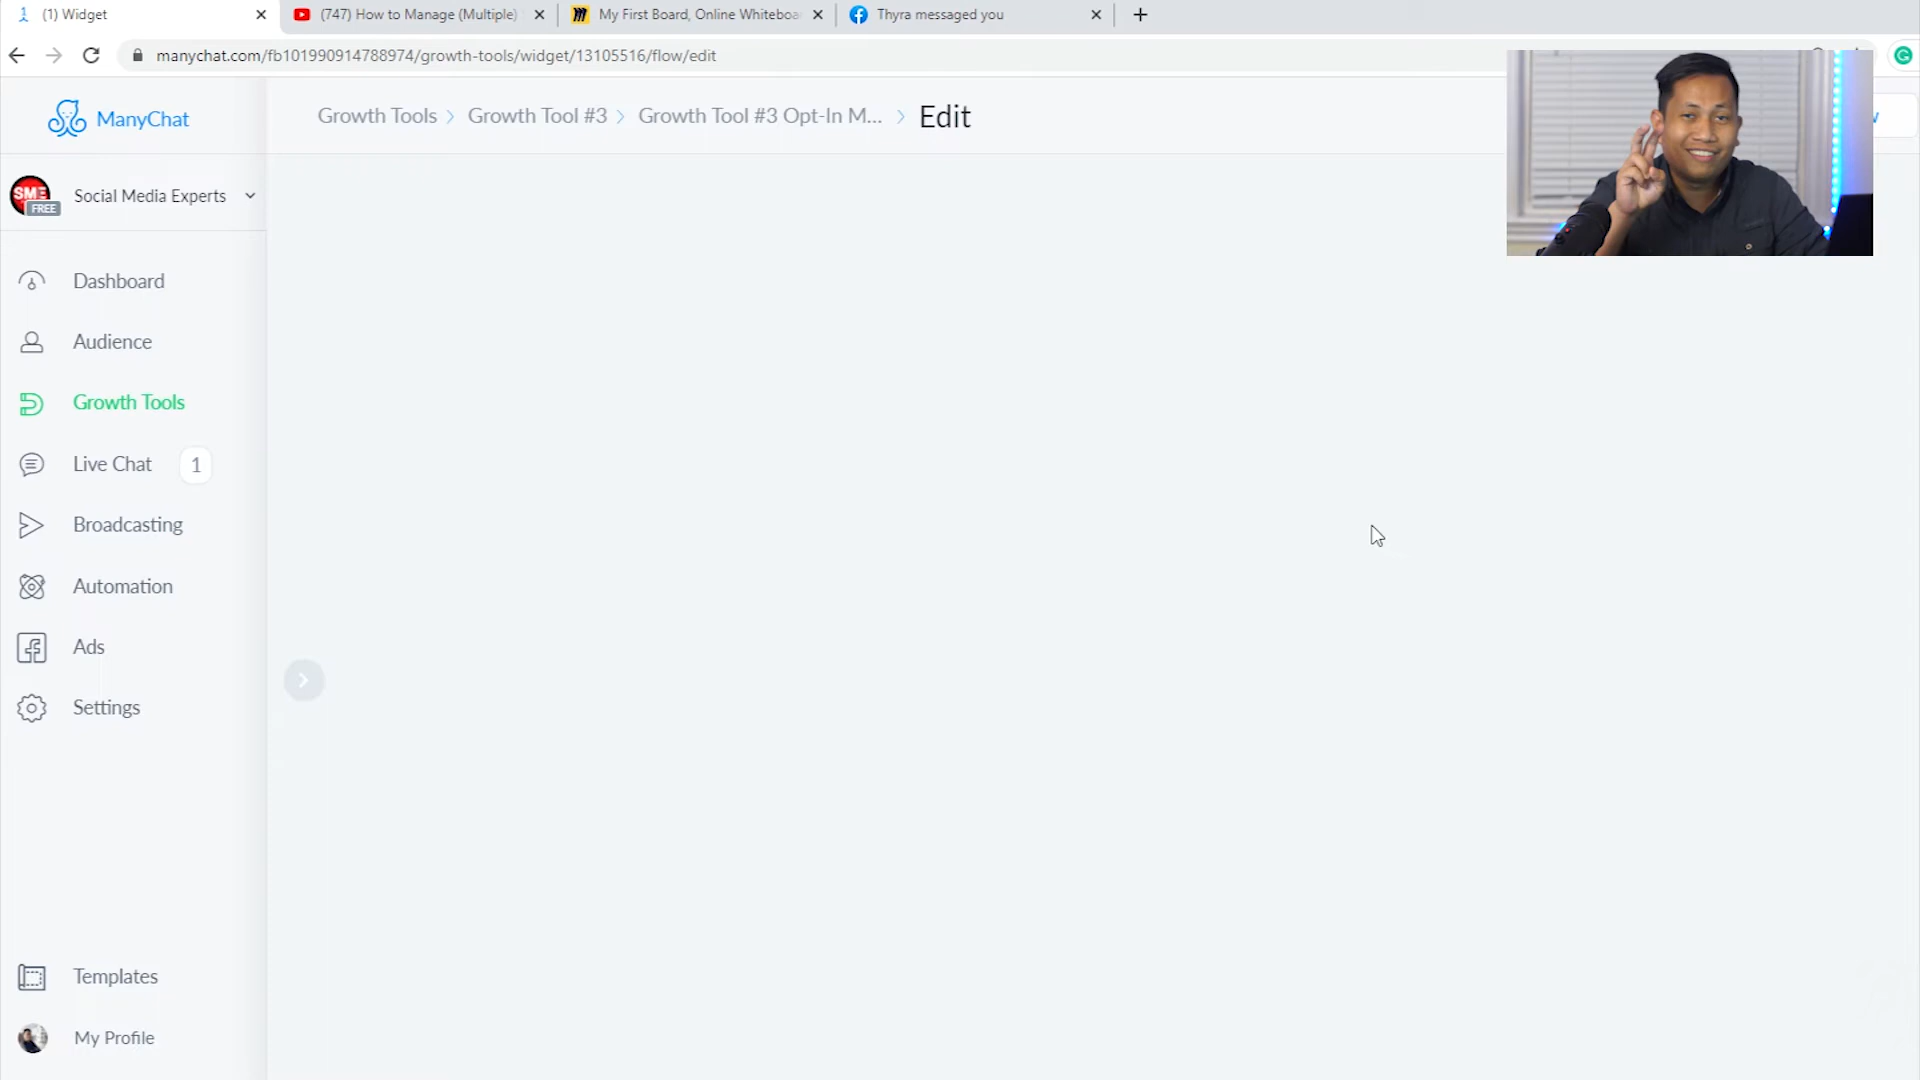 (1) Widget
(747) How to Manage (Multiple)
My First Board, Online Whiteboar
Thyra messaged you
manychat.com/fb101990914788974/growth-tools/widget/13105516/flow/edit
ManyChat
Growth Tools > Growth Tool #3 > Growth Tool #3 Opt-In M... > Edit
SME
FREE
Social Media Experts
Dashboard
Audience
Growth Tools
Live Chat 1
Broadcasting
Automation
Ads
Settings
Templates
My Profile